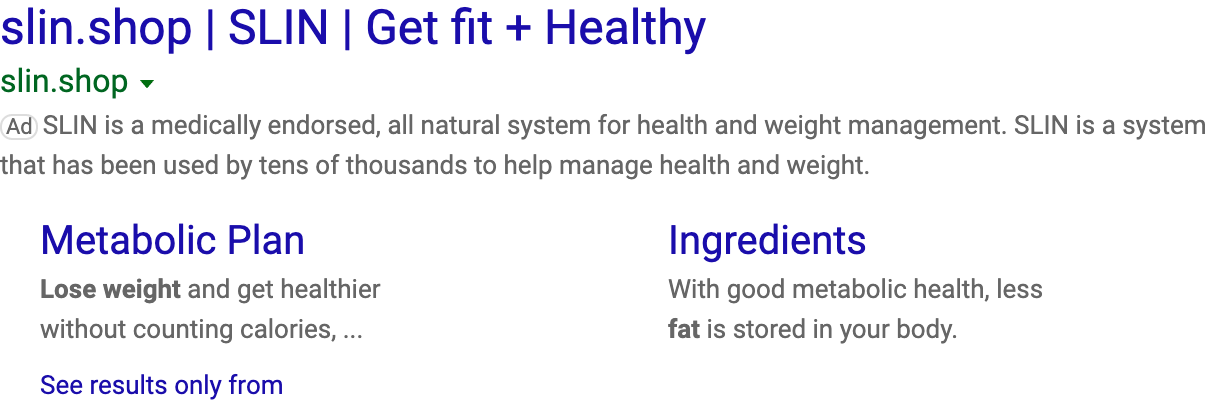 slin.shop | SLIN | Get fit + Healthy
slin.shop
Ad SLIN is a medically endorsed, all natural system for health and weight management. SLIN is a system
that has been used by tens of thousands to help manage health and weight.
Metabolic Plan
Lose weight and get healthier
without counting calories, ...
Ingredients
With good metabolic health, less
fat is stored in your body.
See results only from